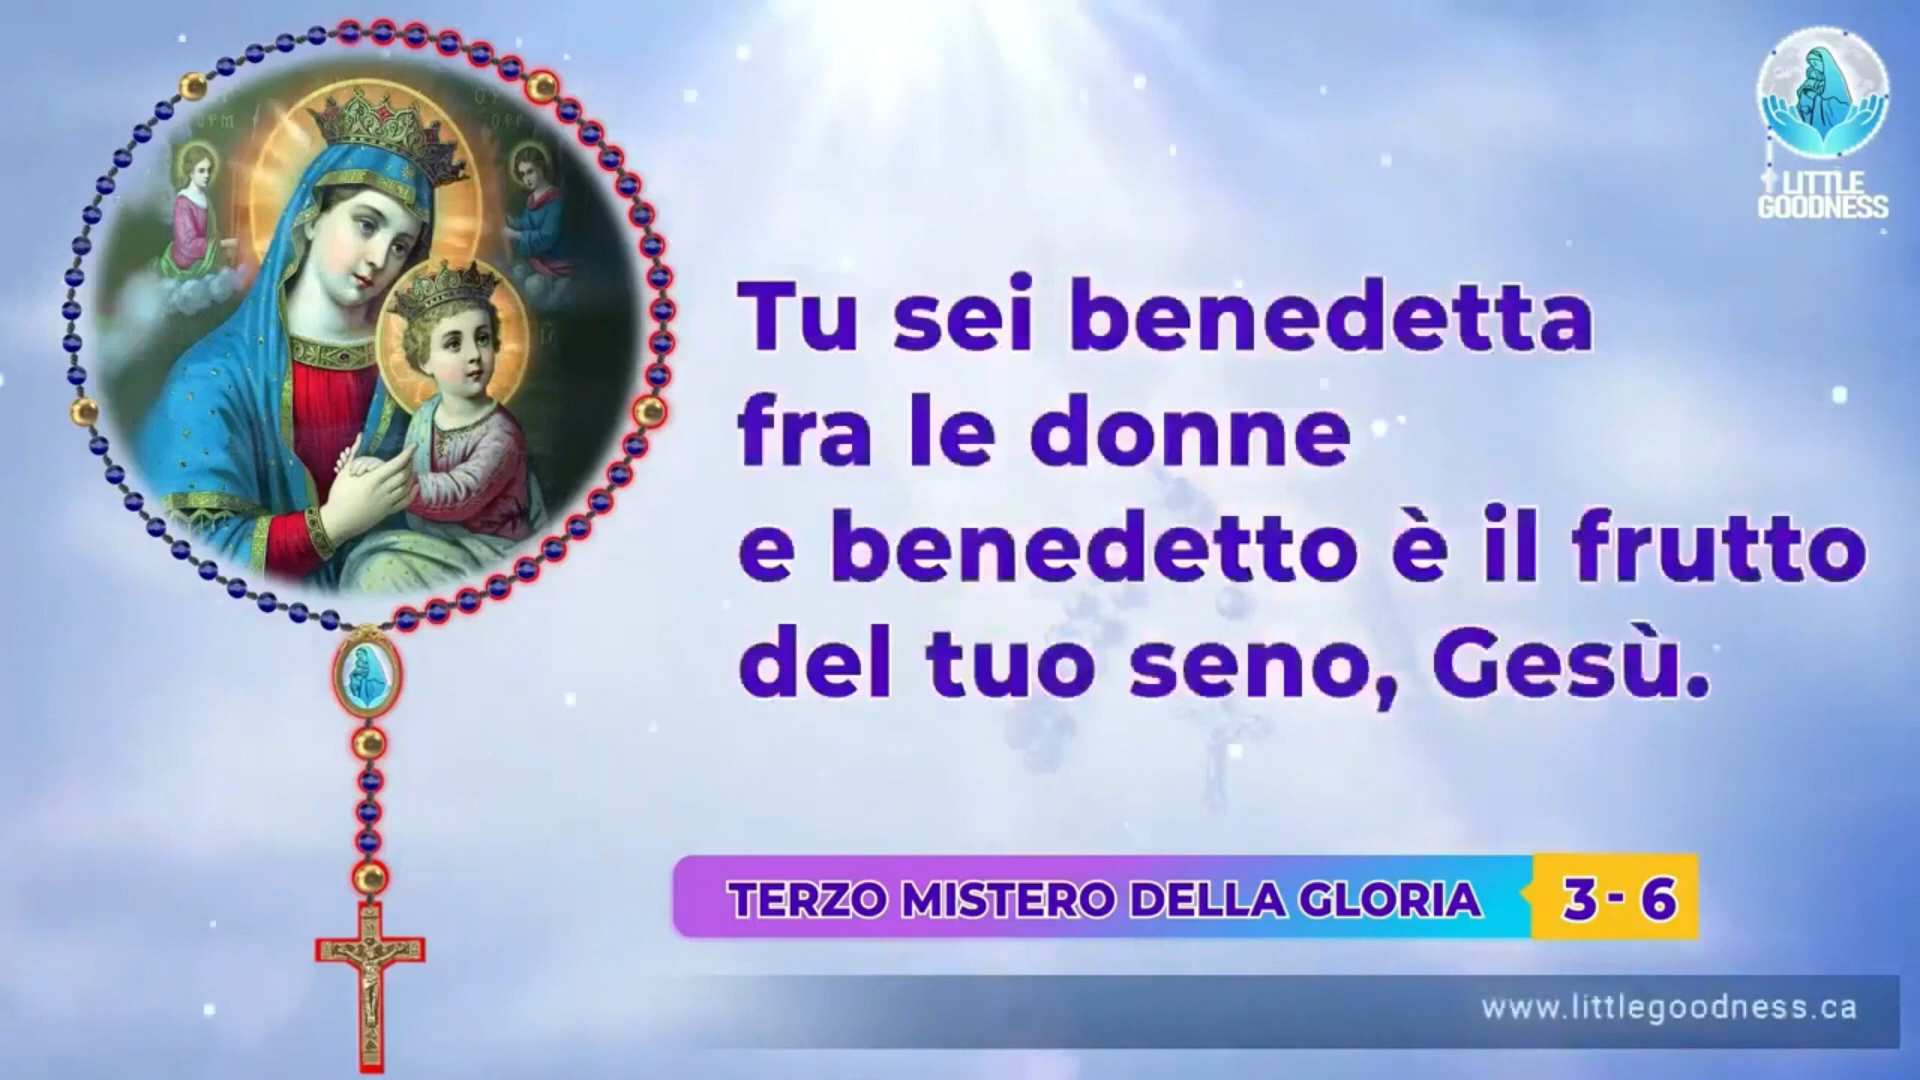 LITTLE
GOODNESS
Tu sei benedetta
fra le donne
e benedetto è il frutto
del tuo seno, Gesù.
TERZO MISTERO DELLA GLORIA 3 - 6
www.littlegoodness.ca